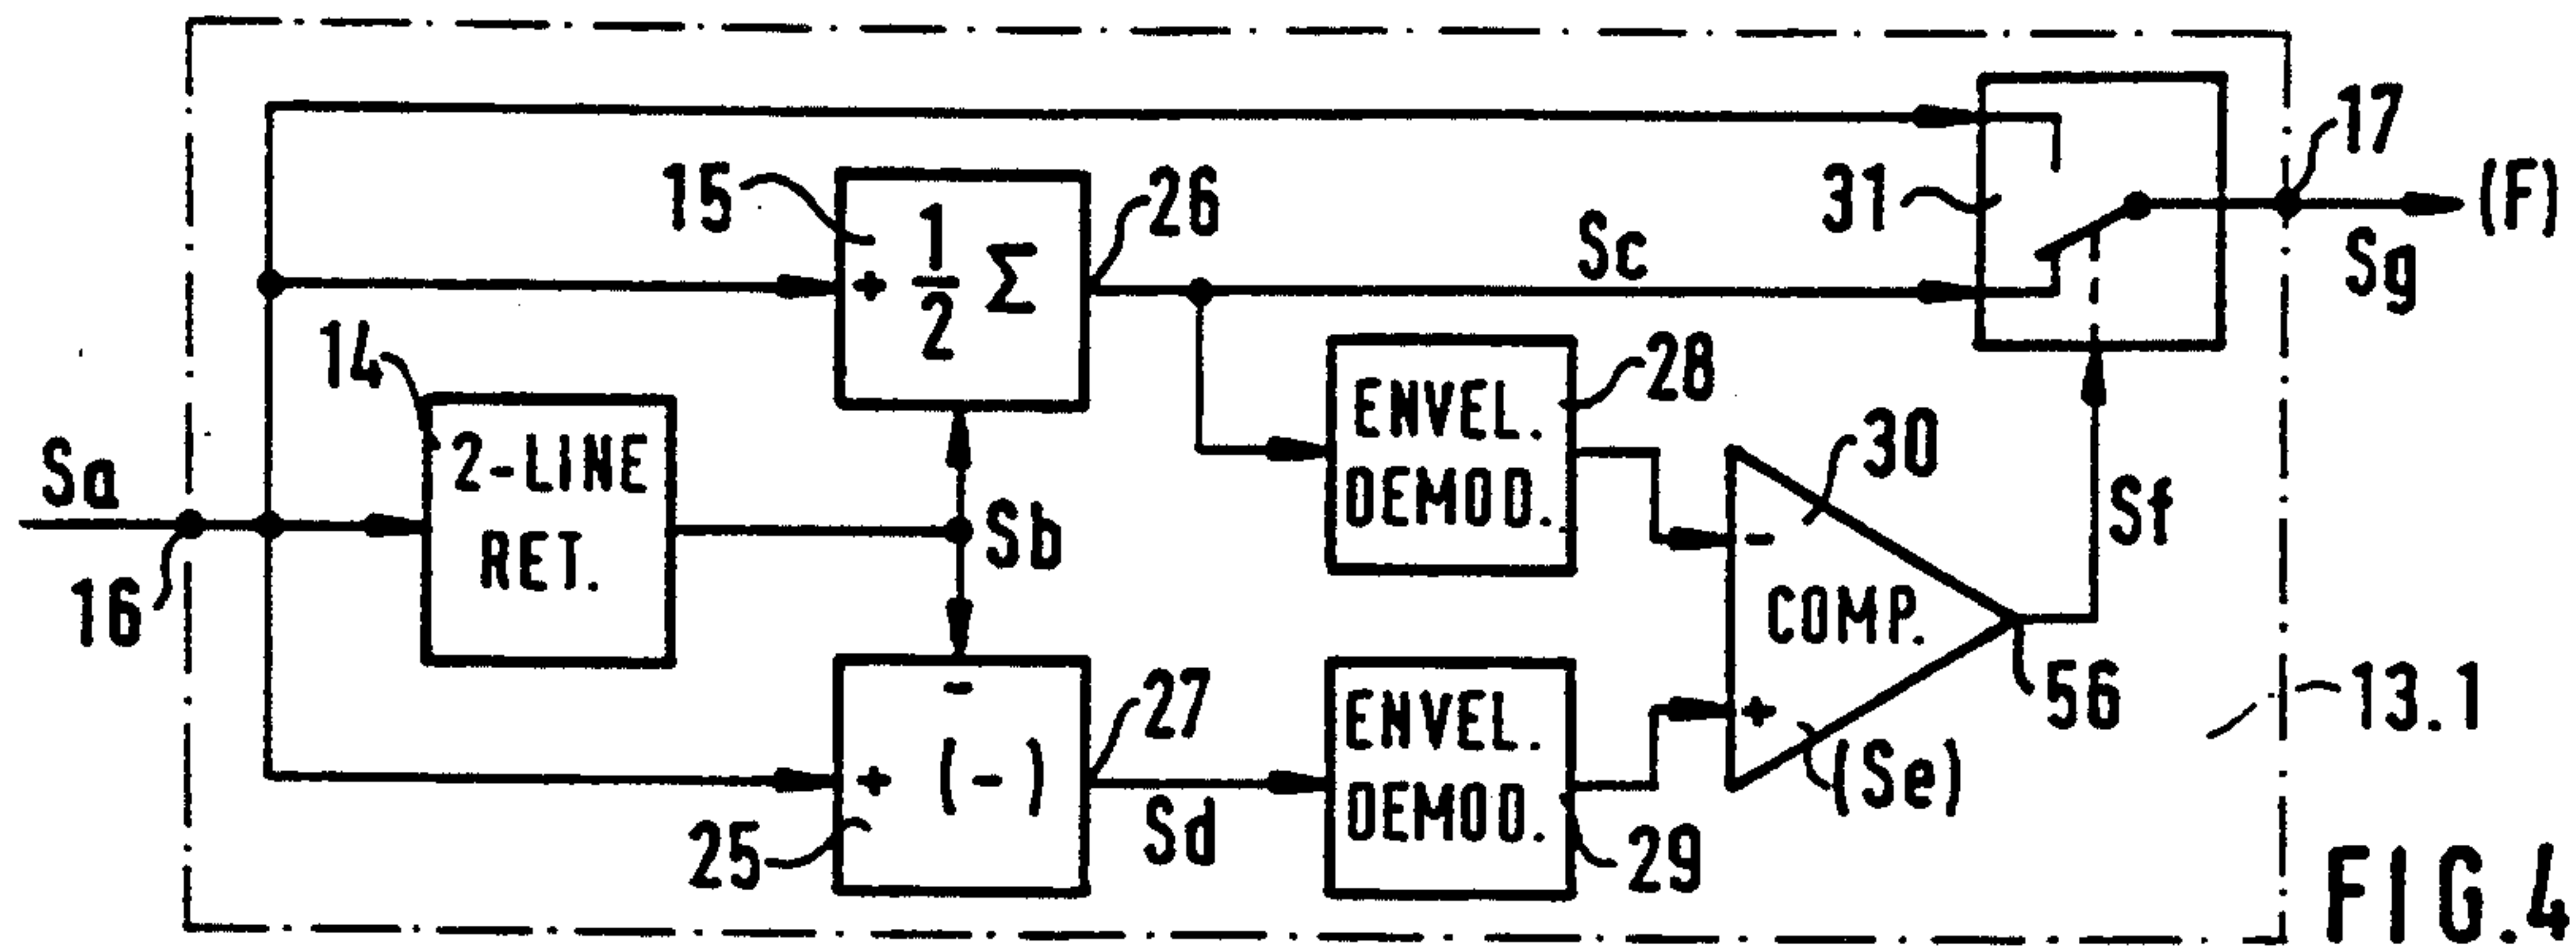 17
15
26
31
(F)
+ 1/2 Σ
Sc
Sg
14
28
2-LINE
RET.
ENVEL.
DEMOD.
30
Sa
Sb
-
Sf
16
COMP.
-
27
+
56
13.1
+ (-)
ENVEL.
DEMOD.
(Se)
25
Sd
29
FIG.4